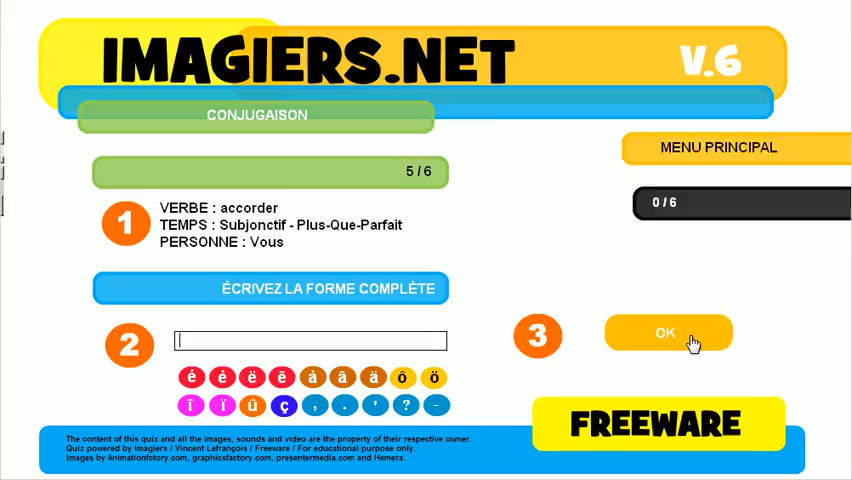 IMAGIERS.NET
V.6
CONJUGAISON
MENU PRINCIPAL
5 / 6
0 / 6
1
VERBE : accorder
TEMPS : Subjonctif - Plus-Que-Parfait
PERSONNE : Vous
ÉCRIVEZ LA FORME COMPLÈTE
2
3
OK
é è ë ê à â ä ô ö
î ï û ç , . ' ? -
FREEWARE
The content of this quiz and all the images, sounds and video are the property of their respective owner.
Quiz powered by Imagiers / Vincent Lefrançois / Freeware / For educational purpose only.
Images by Animationfctory.com, graphicsfactory.com, presentermedia.com and Hemera.